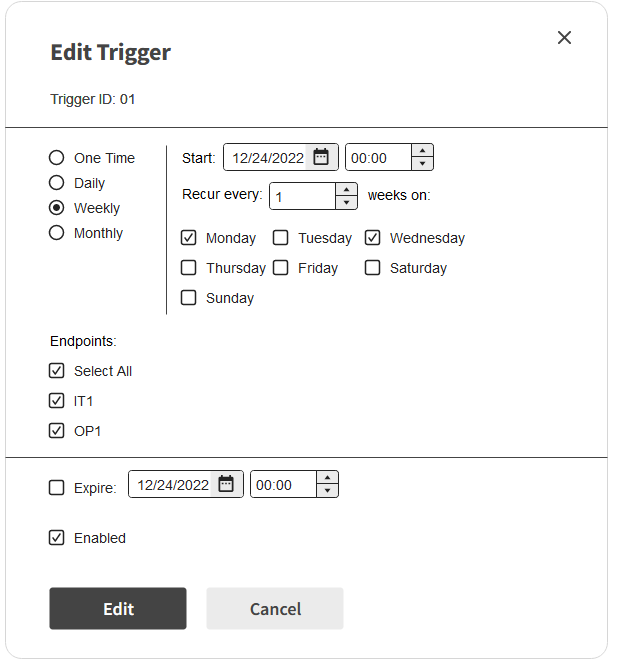 Edit Trigger
Trigger ID: 01
One Time
Daily
Weekly
Monthly
Start: 12/24/2022 00:00
Recur every: 1 weeks on:
Monday Tuesday Wednesday
Thursday Friday Saturday
Sunday
Endpoints:
Select All
IT1
OP1
Expire: 12/24/2022 00:00
Enabled
Edit Cancel